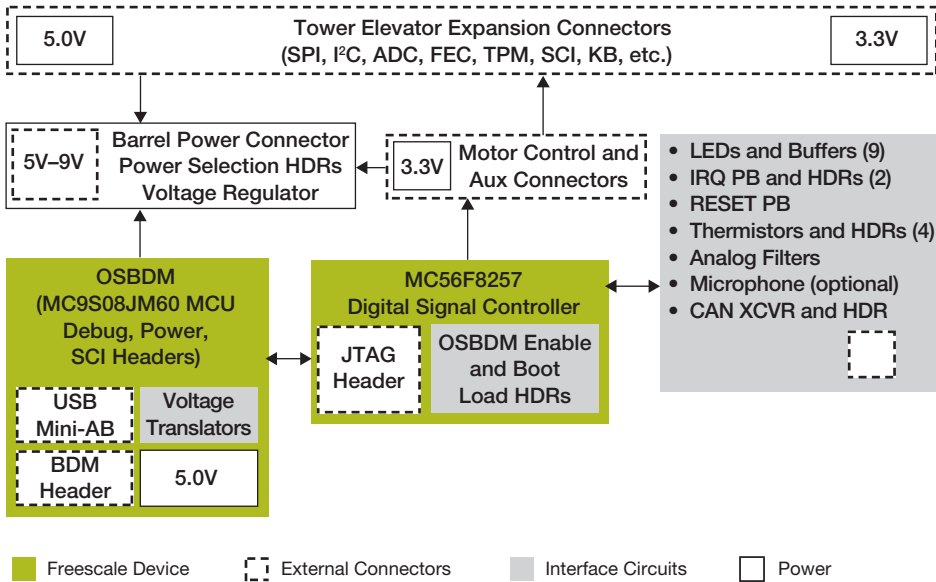 5.0V
Tower Elevator Expansion Connectors
(SPI, I²C, ADC, FEC, TPM, SCI, KB, etc.)
3.3V
5V–9V
Barrel Power Connector
Power Selection HDRs
Voltage Regulator
3.3V
Motor Control and
Aux Connectors
• LEDs and Buffers (9)
• IRQ PB and HDRs (2)
• RESET PB
• Thermistors and HDRs (4)
• Analog Filters
• Microphone (optional)
• CAN XCVR and HDR
OSBDM
(MC9S08JM60 MCU
Debug, Power,
SCI Headers)
USB
Mini-AB
Voltage
Translators
BDM
Header
5.0V
MC56F8257
Digital Signal Controller
JTAG
Header
OSBDM Enable
and Boot
Load HDRs
Freescale Device
External Connectors
Interface Circuits
Power